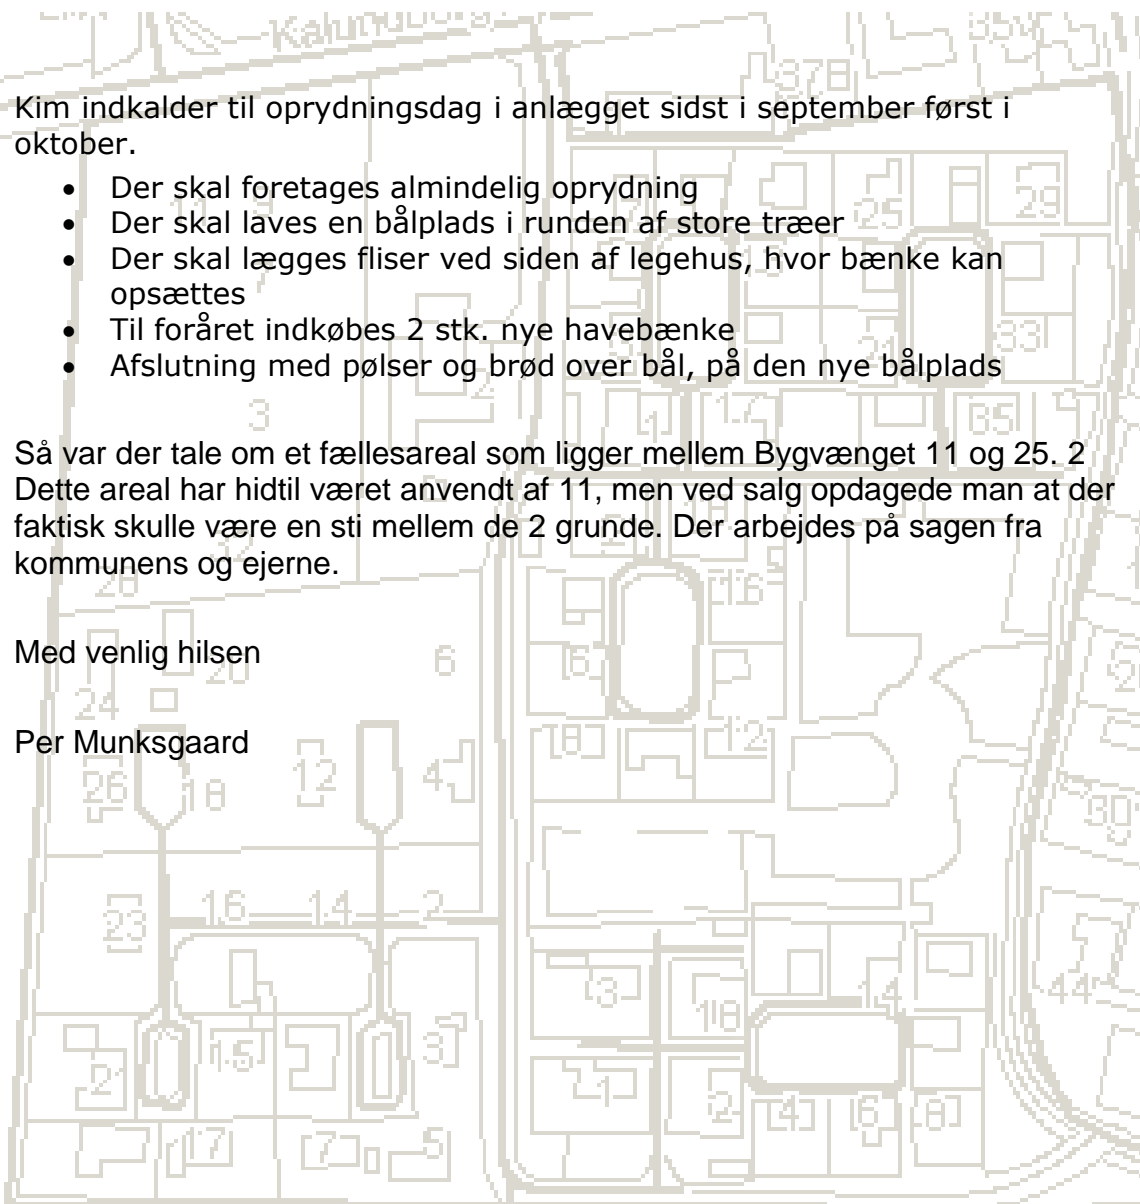 Kim indkalder til oprydningsdag i anlægget sidst i september først i
oktober.
• Der skal foretages almindelig oprydning
• Der skal laves en bålplads i runden af store træer
• Der skal lægges fliser ved siden af legehus, hvor bænke kan
opsættes
• Til foråret indkøbes 2 stk. nye havebænke
• Afslutning med pølser og brød over bål, på den nye bålplads
Så var der tale om et fællesareal som ligger mellem Bygvænget 11 og 25. 2
Dette areal har hidtil været anvendt af 11, men ved salg opdagede man at der
faktisk skulle være en sti mellem de 2 grunde. Der arbejdes på sagen fra
kommunens og ejerne.
Med venlig hilsen
Per Munksgaard